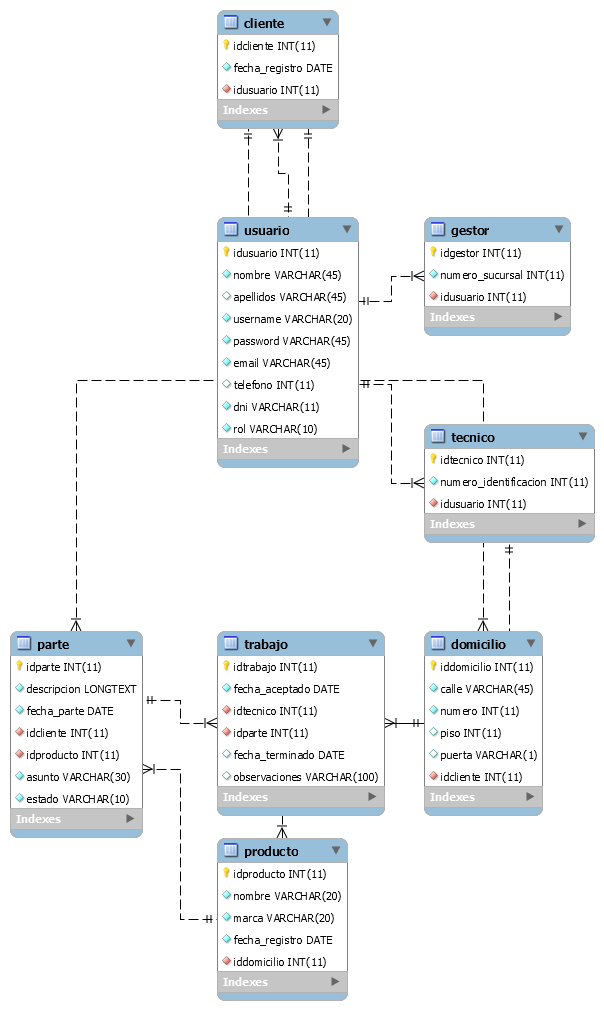 cliente
idcliente INT(11)
fecha_registro DATE
idusuario INT(11)
Indexes
usuario
idusuario INT(11)
nombre VARCHAR(45)
apellidos VARCHAR(45)
username VARCHAR(20)
password VARCHAR(45)
email VARCHAR(45)
telefono INT(11)
dni VARCHAR(11)
rol VARCHAR(10)
Indexes
gestor
idgestor INT(11)
numero_sucursal INT(11)
idusuario INT(11)
Indexes
tecnico
idtecnico INT(11)
numero_identificacion INT(11)
idusuario INT(11)
Indexes
parte
idparte INT(11)
descripcion LONGTEXT
fecha_parte DATE
idcliente INT(11)
idproducto INT(11)
asunto VARCHAR(30)
estado VARCHAR(10)
Indexes
trabajo
idtrabajo INT(11)
fecha_aceptado DATE
idtecnico INT(11)
idparte INT(11)
fecha_terminado DATE
observaciones VARCHAR(100)
Indexes
domicilio
iddomicilio INT(11)
calle VARCHAR(45)
numero INT(11)
piso INT(11)
puerta VARCHAR(1)
idcliente INT(11)
Indexes
producto
idproducto INT(11)
nombre VARCHAR(20)
marca VARCHAR(20)
fecha_registro DATE
iddomicilio INT(11)
Indexes